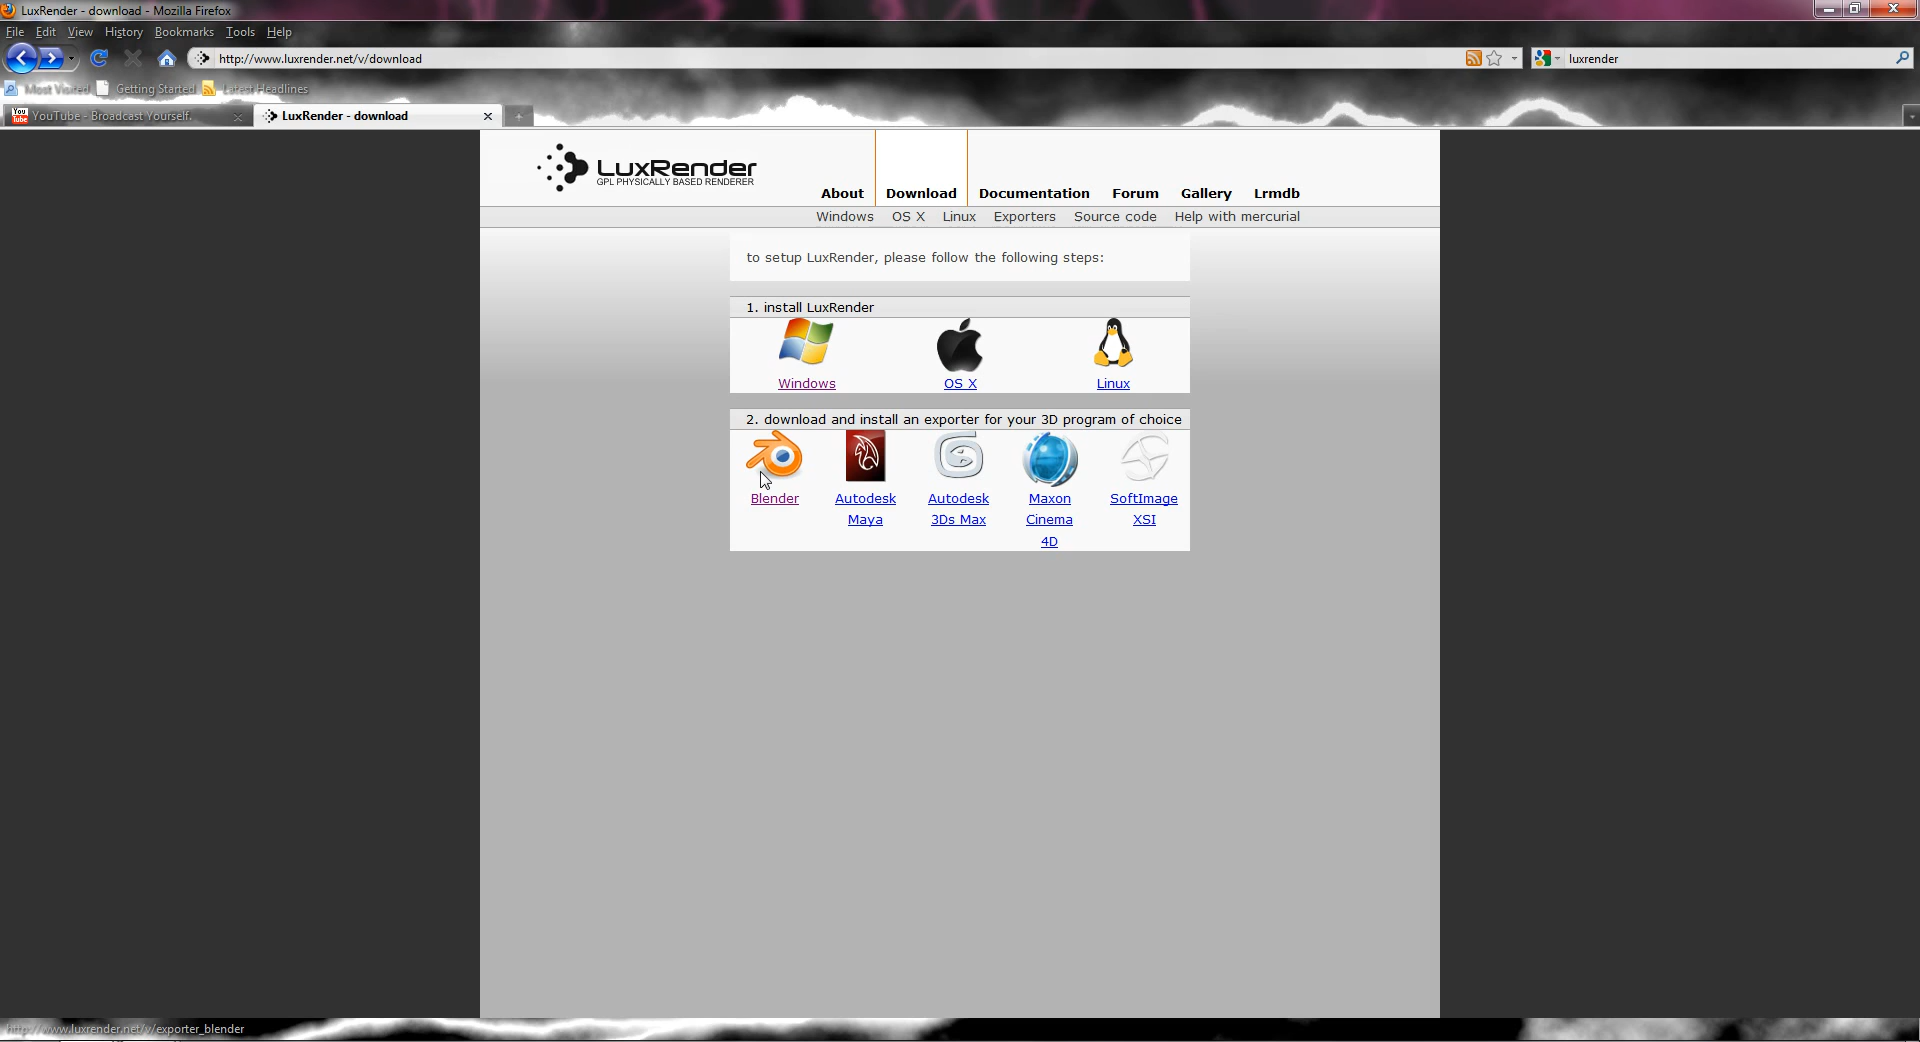 LuxRender - download - Mozilla Firefox
File Edit View History Bookmarks Tools Help
http://www.luxrender.net/v/download
luxrender
Most Visited Getting Started Latest Headlines
YouTube - Broadcast Yourself.
LuxRender - download
LuxRender
GPL PHYSICALLY BASED RENDERER
About Download Documentation Forum Gallery Lrmdb
Windows OS X Linux Exporters Source code Help with mercurial
to setup LuxRender, please follow the following steps:
1. install LuxRender
Windows OS X Linux
2. download and install an exporter for your 3D program of choice
Blender Autodesk Autodesk Maxon SoftImage
Maya 3Ds Max Cinema XSI
4D
http://www.luxrender.net/v/exporter_blender